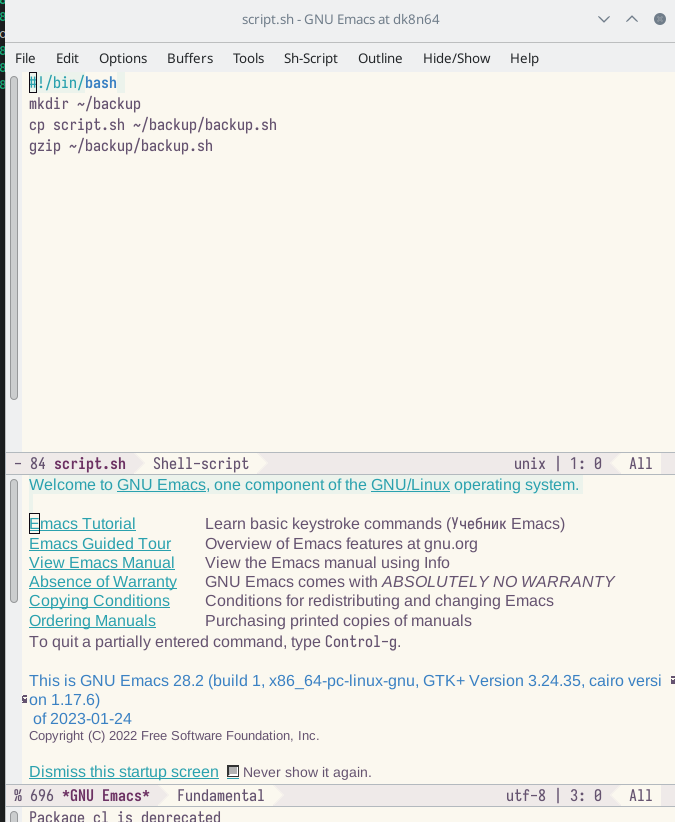 script.sh - GNU Emacs at dk8n64
File Edit Options Buffers Tools Sh-Script Outline Hide/Show Help
#!/bin/bash
mkdir ~/backup
cp script.sh ~/backup/backup.sh
gzip ~/backup/backup.sh
- 84 script.sh Shell-script unix | 1: 0 All
Welcome to GNU Emacs, one component of the GNU/Linux operating system.
Emacs Tutorial Learn basic keystroke commands (Учебник Emacs)
Emacs Guided Tour Overview of Emacs features at gnu.org
View Emacs Manual View the Emacs manual using Info
Absence of Warranty GNU Emacs comes with ABSOLUTELY NO WARRANTY
Copying Conditions Conditions for redistributing and changing Emacs
Ordering Manuals Purchasing printed copies of manuals
To quit a partially entered command, type Control-g.
This is GNU Emacs 28.2 (build 1, x86_64-pc-linux-gnu, GTK+ Version 3.24.35, cairo versi
on 1.17.6)
of 2023-01-24
Copyright (C) 2022 Free Software Foundation, Inc.
Dismiss this startup screen Never show it again.
% 696 *GNU Emacs* Fundamental utf-8 | 3: 0 All
Package cl is deprecated